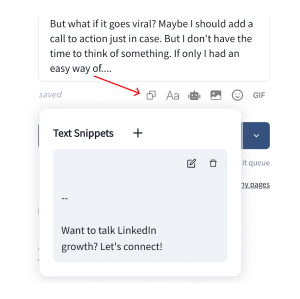 But what if it goes viral? Maybe I should add a
call to action just in case. But I don't have the
time to think of something. If only I had an
easy way of....
saved
Aa
GIF
Text Snippets +
it queue
ny pages
--
Want to talk LinkedIn
growth? Let's connect!